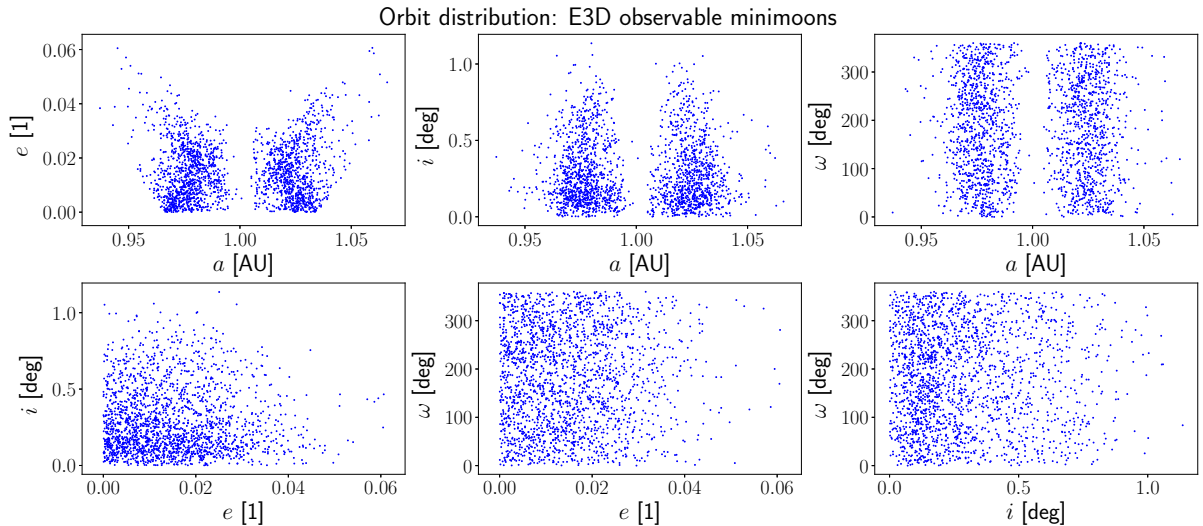 Orbit distribution: E3D observable minimoons
0.06
0.04
0.02
0.00
e [1]
0.95 1.00 1.05
a [AU]
1.0
0.5
0.0
i [deg]
0.95 1.00 1.05
a [AU]
300
200
100
0
ω [deg]
0.95 1.00 1.05
a [AU]
1.0
0.5
0.0
i [deg]
0.00 0.02 0.04 0.06
e [1]
300
200
100
0
ω [deg]
0.00 0.02 0.04 0.06
e [1]
300
200
100
0
ω [deg]
0.0 0.5 1.0
i [deg]